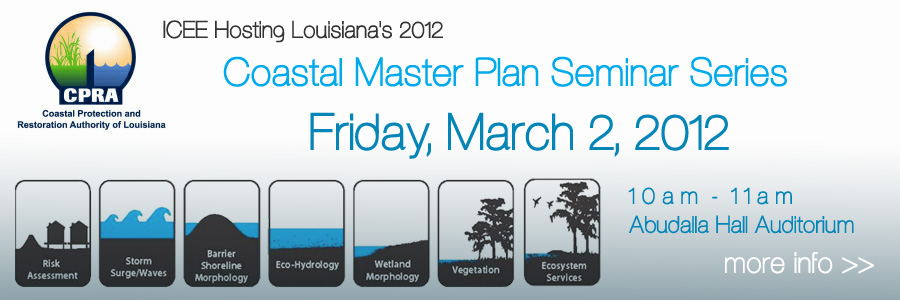 ICEE Hosting Louisiana's 2012
Coastal Master Plan Seminar Series
Friday, March 2, 2012
CPRA
Coastal Protection and
Restoration Authority of Louisiana
Risk
Assessment
Storm
Surge/Waves
Barrier
Shoreline
Morphology
Eco-Hydrology
Wetland
Morphology
Vegetation
Ecosystem
Services
10am - 11am
Abudalla Hall Auditorium
more info >>